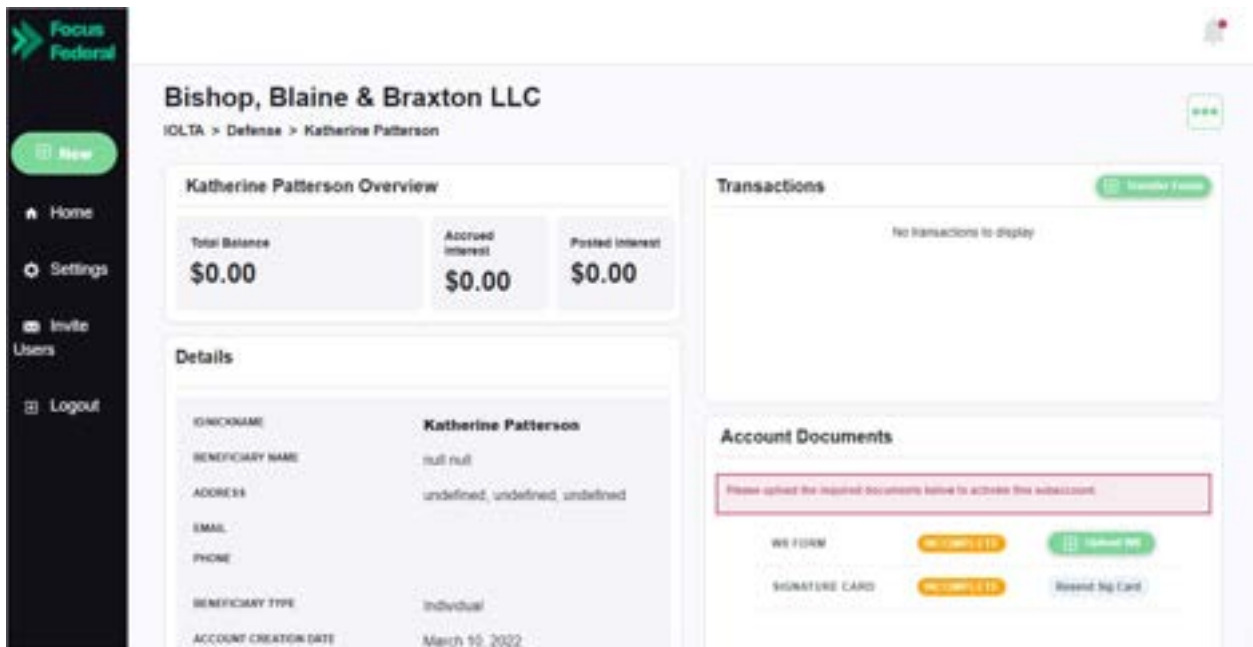 Focus
Federal
Bishop, Blaine & Braxton LLC
IOLTA > Defense > Katherine Patterson
New
Home
Settings
Invite
Users
Logout
Katherine Patterson Overview
Total Balance
$0.00
Accrued
Interest
$0.00
Posted Interest
$0.00
Details
ID/NICKNAME
Katherine Patterson
BENEFICIARY NAME
null null
ADDRESS
undefined, undefined, undefined
EMAIL
PHONE
BENEFICIARY TYPE
Individual
ACCOUNT CREATION DATE
March 10, 2022
Transactions
Transfer Funds
No transactions to display
Account Documents
Please upload the required documents below to activate this subaccount.
W9 FORM
INCOMPLETE
Upload W9
SIGNATURE CARD
INCOMPLETE
Resend Sig Card